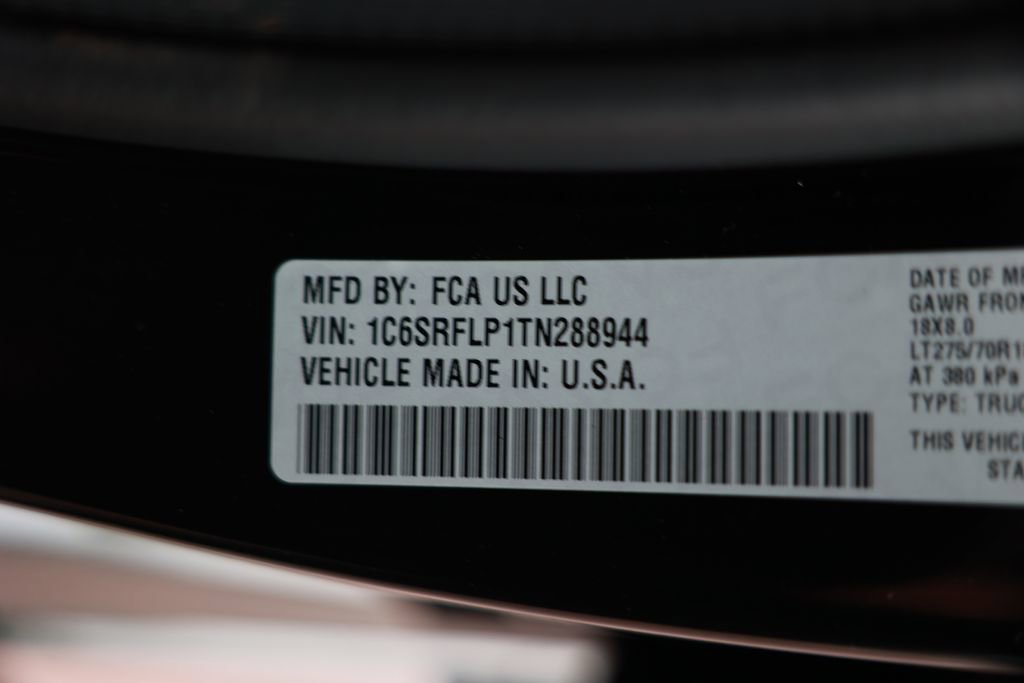 MFD BY: FCA US LLC
VIN: 1C6SRFLP1TN288944
VEHICLE MADE IN: U.S.A.
DATE OF
GAWR
18X8.0
AT 380 kPa
TYPE:
THIS